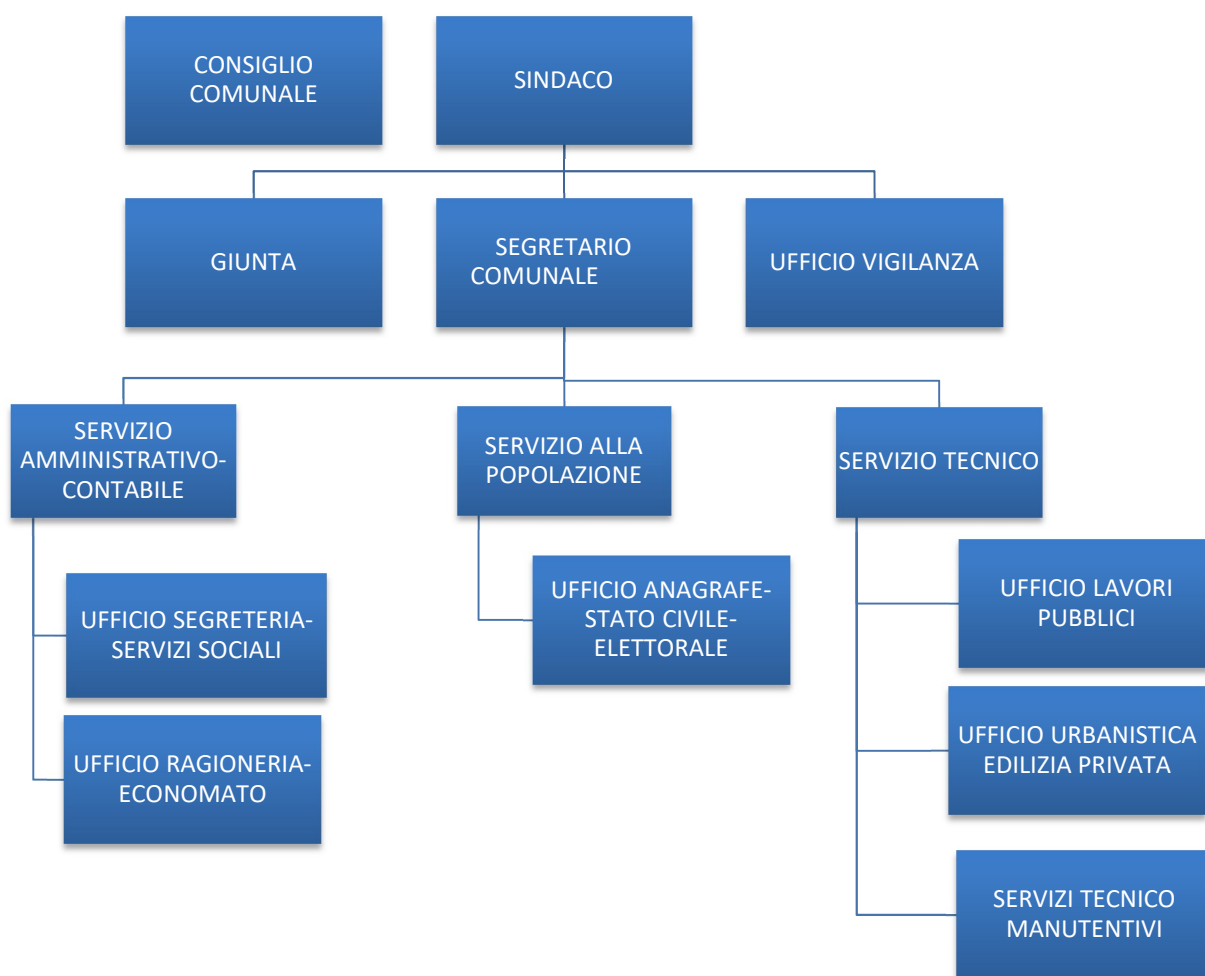 CONSIGLIO
COMUNALE
SINDACO
GIUNTA
SEGRETARIO
COMUNALE
UFFICIO VIGILANZA
SERVIZIO
AMMINISTRATIVO-
CONTABILE
SERVIZIO ALLA
POPOLAZIONE
SERVIZIO TECNICO
UFFICIO SEGRETERIA-
SERVIZI SOCIALI
UFFICIO RAGIONERIA-
ECONOMATO
UFFICIO ANAGRAFE-
STATO CIVILE-
ELETTORALE
UFFICIO LAVORI
PUBBLICI
UFFICIO URBANISTICA
EDILIZIA PRIVATA
SERVIZI TECNICO
MANUTENTIVI